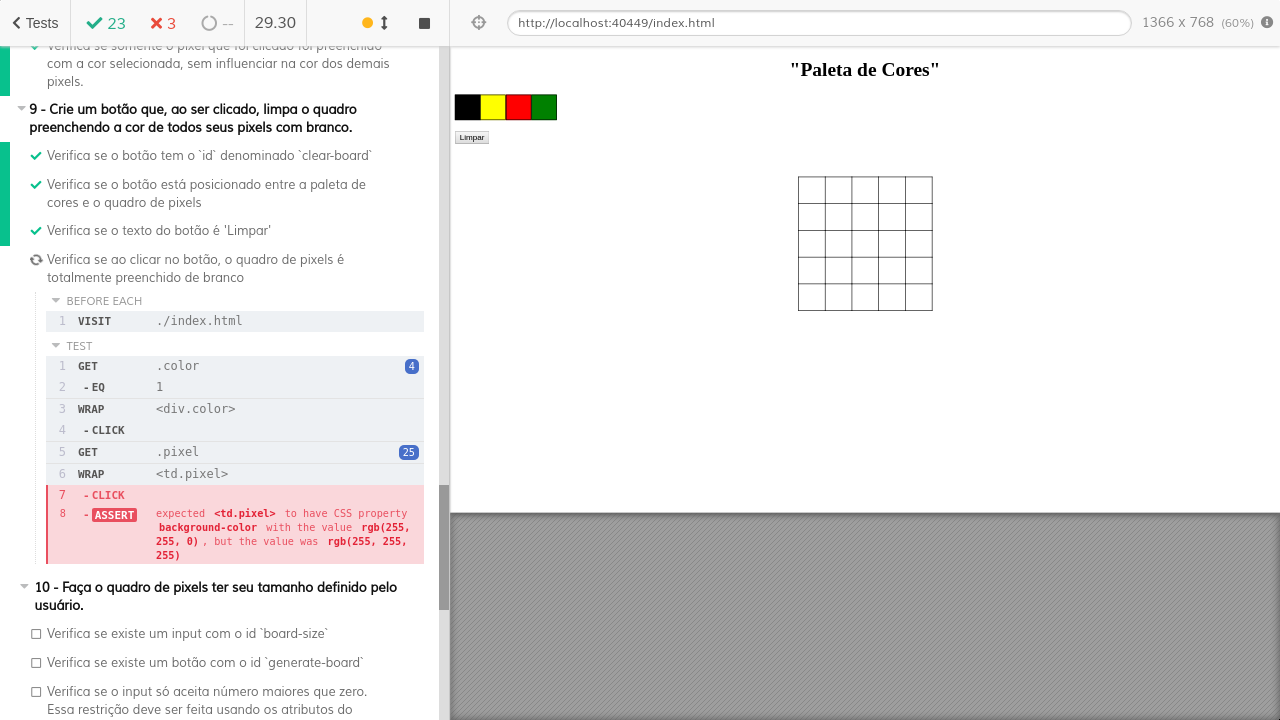 Tests
23
3
--
29.30
http://localhost:40449/index.html
1366 x 768 (60%)
Verifica se somente o pixel que foi clicado foi preenchido
com a cor selecionada, sem influenciar na cor dos demais
pixels.
9 - Crie um botão que, ao ser clicado, limpa o quadro
preenchendo a cor de todos seus pixels com branco.
Verifica se o botão tem o `id` denominado `clear-board`
Verifica se o botão está posicionado entre a paleta de
cores e o quadro de pixels
Verifica se o texto do botão é 'Limpar'
Verifica se ao clicar no botão, o quadro de pixels é
totalmente preenchido de branco
BEFORE EACH
1 VISIT ./index.html
TEST
1 GET .color 4
2 - EQ 1
3 WRAP <div.color>
4 - CLICK
5 GET .pixel 25
6 WRAP <td.pixel>
7 - CLICK
8 - ASSERT expected <td.pixel> to have CSS property
background-color with the value rgb(255,
255, 0) , but the value was rgb(255, 255,
255)
10 - Faça o quadro de pixels ter seu tamanho definido pelo
usuário.
Verifica se existe um input com o id `board-size`
Verifica se existe um botão com o id `generate-board`
Verifica se o input só aceita número maiores que zero.
Essa restrição deve ser feita usando os atributos do
"Paleta de Cores"
Limpar